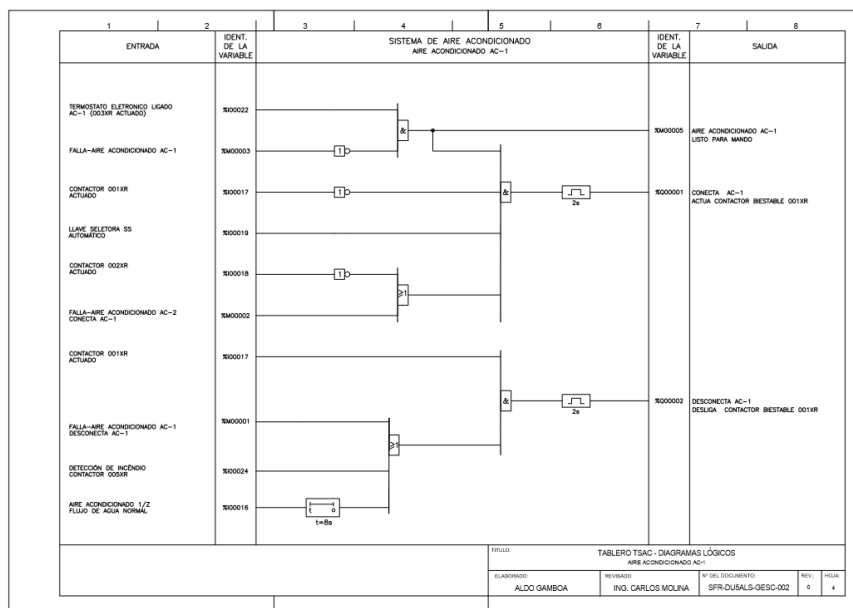 1 2 3 4 5 6 7 8
ENTRADA
IDENT.
DE LA
VARIABLE
SISTEMA DE AIRE ACONDICIONADO
AIRE ACONDICIONADO AC-1
IDENT.
DE LA
VARIABLE
SALIDA
TERMOSTATO ELETRONICO LIGADO
AC-1 (003XR ACTUADO)
%I00022
&
%M00005
AIRE ACONDICIONADO AC-1
LISTO PARA MANDO
FALLA-AIRE ACONDICIONADO AC-1
%M00003
1
CONTACTOR 001XR
ACTUADO
%I00017
1
&
2s
%Q00001
CONECTA AC-1
ACTUA CONTACTOR BIESTABLE 001XR
LLAVE SELETORA SS
AUTOMÁTICO
%I00019
CONTACTOR 002XR
ACTUADO
%I00018
1
≥1
FALLA-AIRE ACONDICIONADO AC-2
CONECTA AC-1
%M00002
CONTACTOR 001XR
ACTUADO
%I00017
&
2s
%Q00002
DESCONECTA AC-1
DESLIGA CONTACTOR BIESTABLE 001XR
FALLA-AIRE ACONDICIONADO AC-1
DESCONECTA AC-1
%M00001
≥1
DETECCIÓN DE INCÊNDIO
CONTACTOR 005XR
%I00024
AIRE ACONDICIONADO 1/Z
FLUJO DE AGUA NORMAL
%I00016
t o
t=8s
TITULO:
TABLERO TSAC - DIAGRAMAS LÓGICOS
AIRE ACONDICIONADO AC-1
ELABORADO:
ALDO GAMBOA
REVISADO:
ING. CARLOS MOLINA
Nº DEL DOCUMENTO:
SFR-DU5ALS-GESC-002
REV.:
0
HOJA:
4